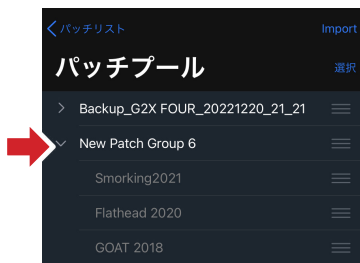 パッチリスト Import
パッチプール 選択
Backup_G2X FOUR_20221220_21_21
New Patch Group 6
Smorking2021
Flathead 2020
GOAT 2018